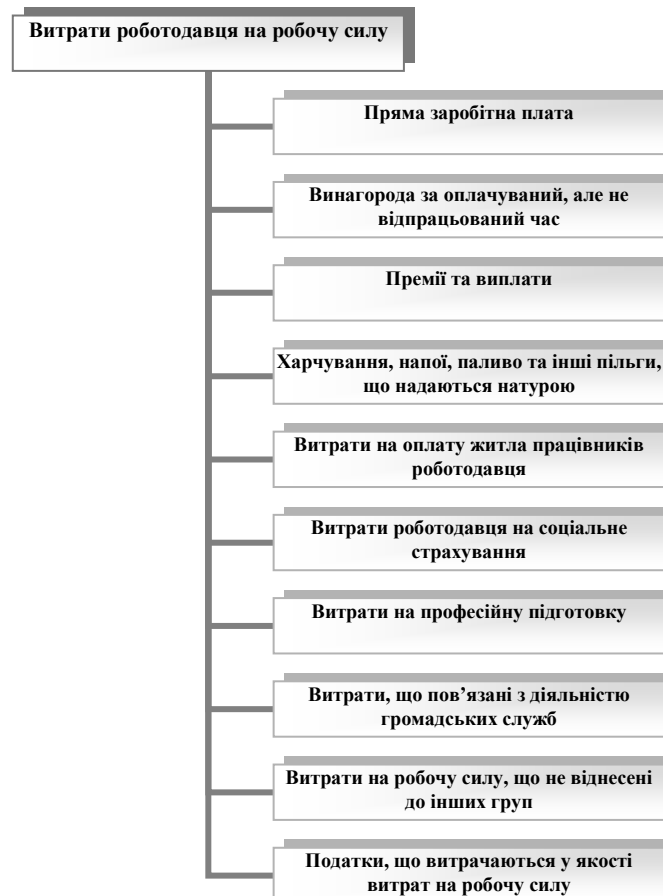 Витрати роботодавця на робочу силу
Пряма заробітна плата
Винагорода за оплачуваний, але не
відпрацьований час
Премії та виплати
Харчування, напої, паливо та інші пільги,
що надаються натурою
Витрати на оплату житла працівників
роботодавця
Витрати роботодавця на соціальне
страхування
Витрати на професійну підготовку
Витрати, що пов’язані з діяльністю
громадських служб
Витрати на робочу силу, що не віднесені
до інших груп
Податки, що витрачаються у якості
витрат на робочу силу